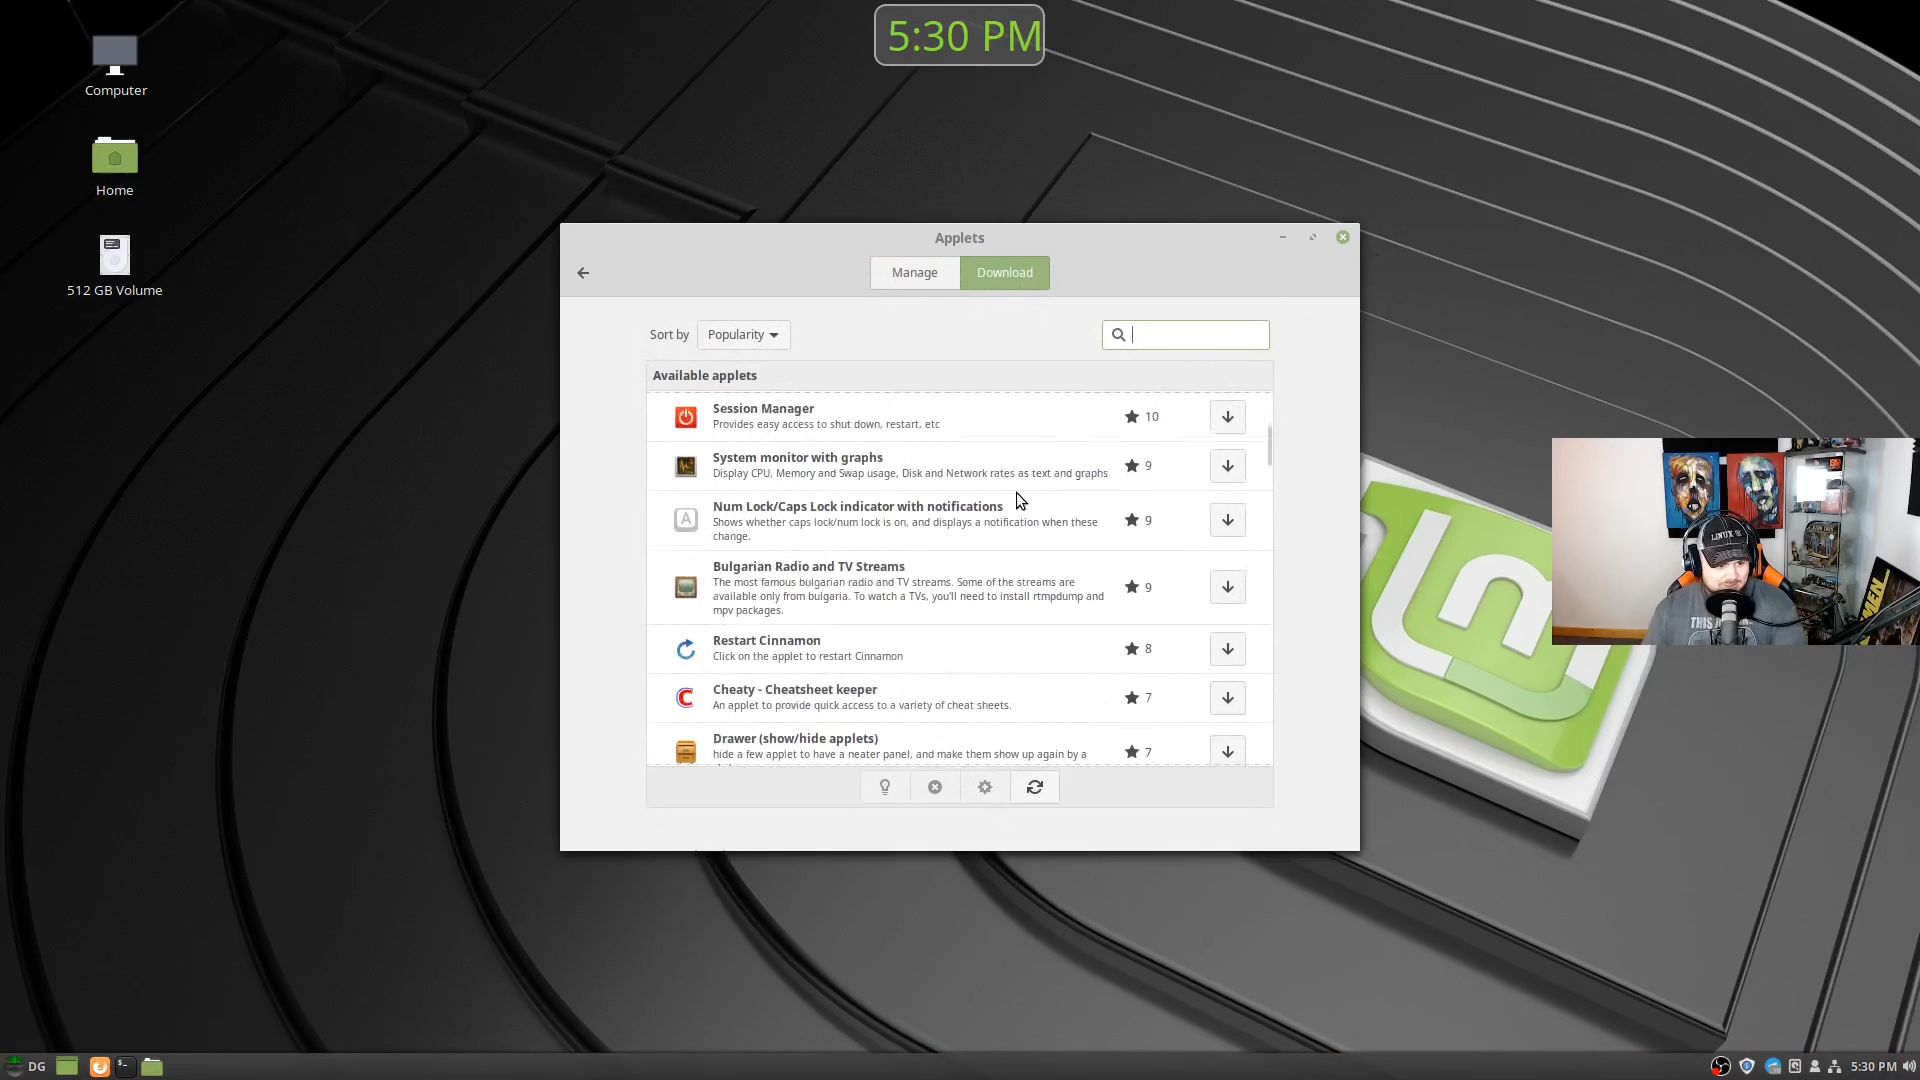 5:30 PM
Computer
Home
512 GB Volume
Applets
Manage
Download
Sort by
Popularity
Available applets
Session Manager
Provides easy access to shut down, restart, etc
10
System monitor with graphs
Display CPU, Memory and Swap usage, Disk and Network rates as text and graphs
9
Num Lock/Caps Lock indicator with notifications
Shows whether caps lock/num lock is on, and displays a notification when these
change.
9
Bulgarian Radio and TV Streams
The most famous bulgarian radio and TV streams. Some of the streams are
available only from bulgaria. To watch a TVs, you'll need to install rtmpdump and
mpv packages.
9
Restart Cinnamon
Click on the applet to restart Cinnamon
8
Cheaty - Cheatsheet keeper
An applet to provide quick access to a variety of cheat sheets.
7
Drawer (show/hide applets)
hide a few applet to have a neater panel, and make them show up again by a
7
LINUX
THIS
DG
5:30 PM